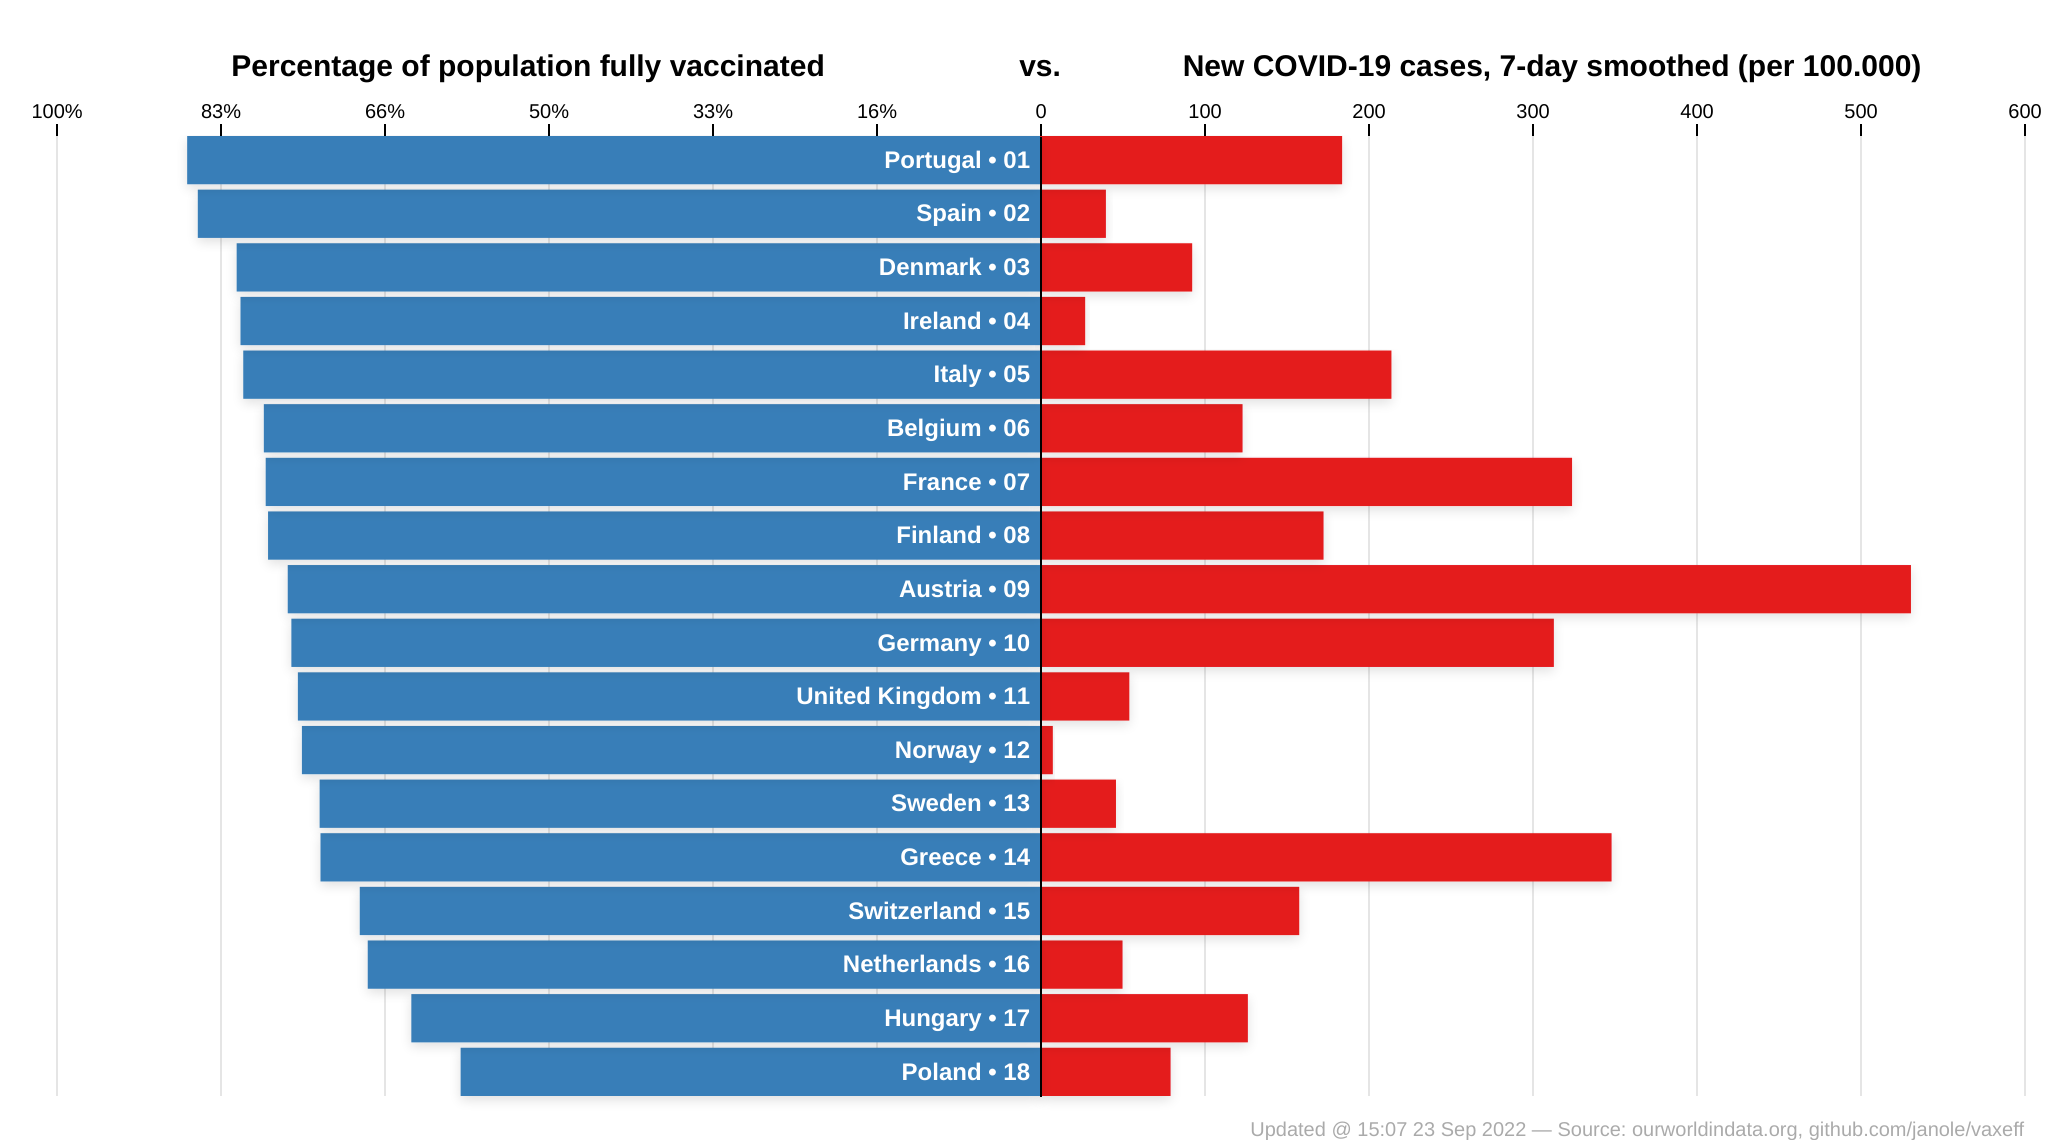 Percentage of population fully vaccinated vs. New COVID-19 cases, 7-day smoothed (per 100.000)
100% 83% 66% 50% 33% 16% 0 100 200 300 400 500 600
Portugal • 01
Spain • 02
Denmark • 03
Ireland • 04
Italy • 05
Belgium • 06
France • 07
Finland • 08
Austria • 09
Germany • 10
United Kingdom • 11
Norway • 12
Sweden • 13
Greece • 14
Switzerland • 15
Netherlands • 16
Hungary • 17
Poland • 18
Updated @ 15:07 23 Sep 2022 — Source: ourworldindata.org, github.com/janole/vaxeff